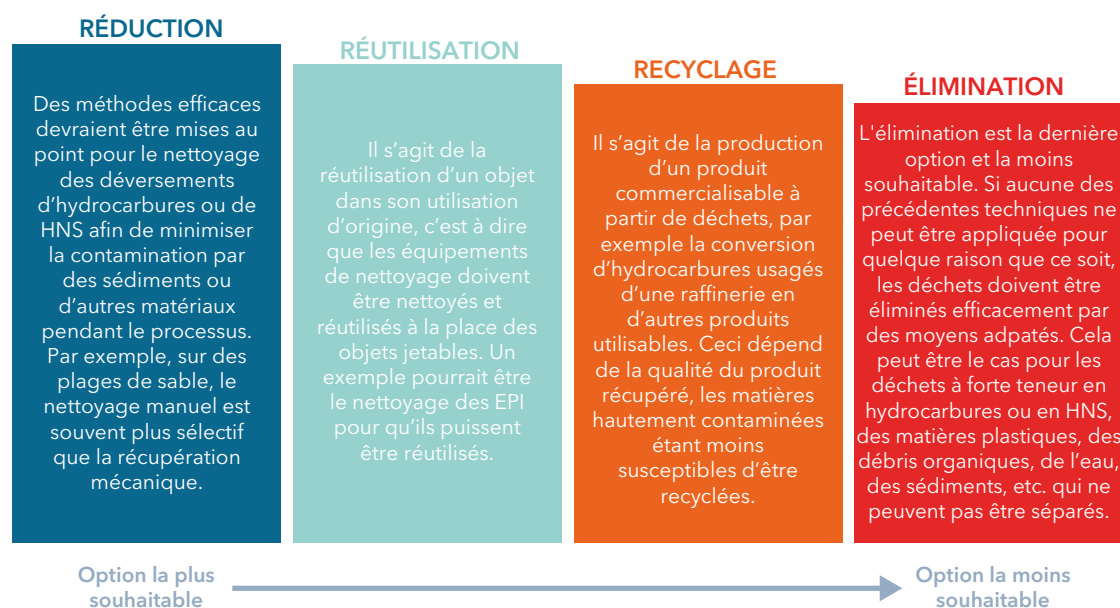 RÉDUCTION
Des méthodes efficaces
devraient être mises au
point pour le nettoyage
des déversements
d'hydrocarbures ou de
HNS afin de minimiser
la contamination par
des sédiments ou
d'autres matériaux
pendant le processus.
Par exemple, sur des
plages de sable, le
nettoyage manuel est
souvent plus sélectif
que la récupération
mécanique.
RÉUTILISATION
Il s'agit de la
réutilisation d'un objet
dans son utilisation
d'origine, c'est à dire
que les équipements
de nettoyage doivent
être nettoyés et
réutilisés à la place des
objets jetables. Un
exemple pourrait être
le nettoyage des EPI
pour qu'ils puissent
être réutilisés.
RECYCLAGE
Il s'agit de la production
d'un produit
commercialisable à
partir de déchets, par
exemple la conversion
d'hydrocarbures usagés
d'une raffinerie en
d'autres produits
utilisables. Ceci dépend
de la qualité du produit
récupéré, les matières
hautement contaminées
étant moins
susceptibles d'être
recyclées.
ÉLIMINATION
L'élimination est la dernière
option et la moins
souhaitable. Si aucune des
précédentes techniques ne
peut être appliquée pour
quelque raison que ce soit,
les déchets doivent être
éliminés efficacement par
des moyens adpatés. Cela
peut être le cas pour les
déchets à forte teneur en
hydrocarbures ou en HNS,
des matières plastiques, des
débris organiques, de l'eau,
des sédiments, etc. qui ne
peuvent pas être séparés.
Option la plus
souhaitable
Option la moins
souhaitable